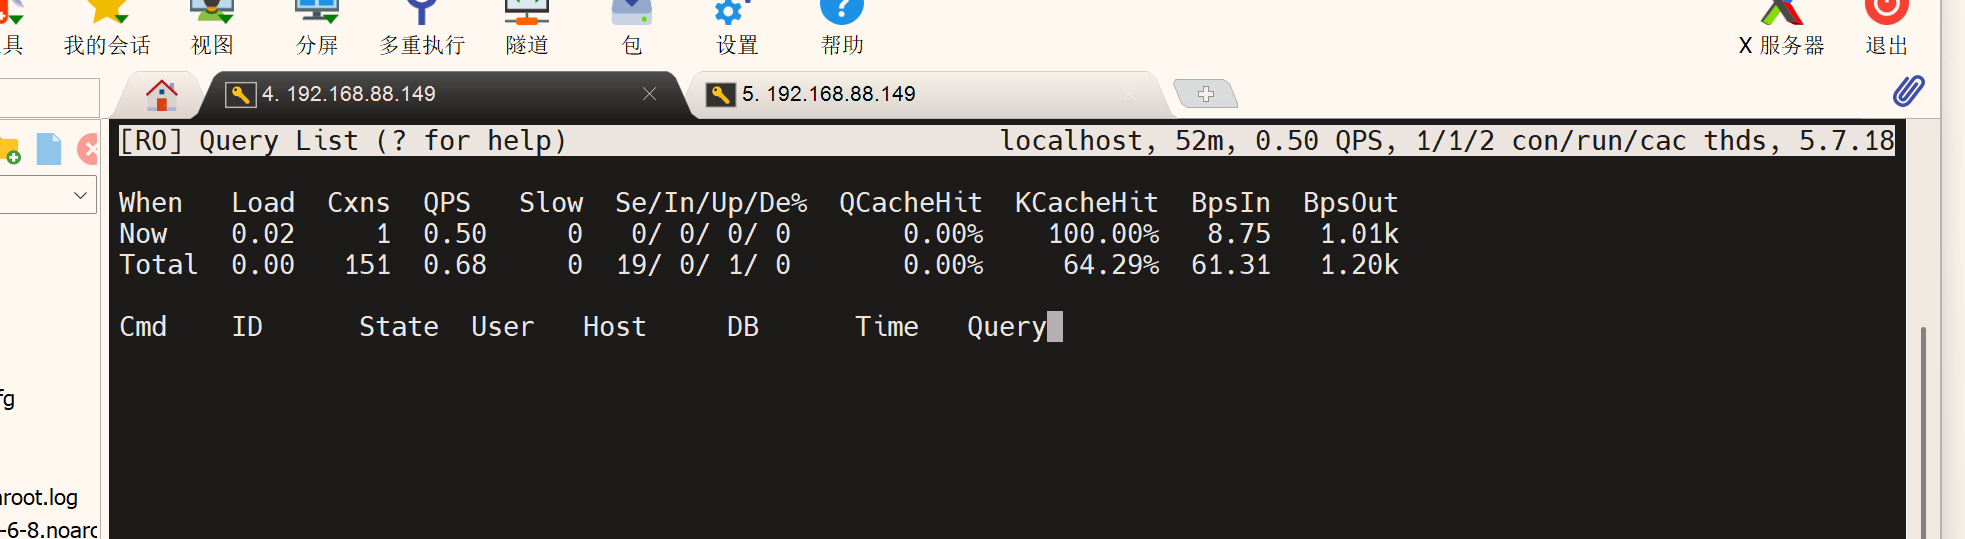 具 我的会话 视图 分屏 多重执行 隧道 包 设置 帮助 X 服务器 退出
4. 192.168.88.149 5. 192.168.88.149
[RO] Query List (? for help) localhost, 52m, 0.50 QPS, 1/1/2 con/run/cac thds, 5.7.18
When Load Cxns QPS Slow Se/In/Up/De% QCacheHit KCacheHit BpsIn BpsOut
Now 0.02 1 0.50 0 0/ 0/ 0/ 0 0.00% 100.00% 8.75 1.01k
Total 0.00 151 0.68 0 19/ 0/ 1/ 0 0.00% 64.29% 61.31 1.20k
Cmd ID State User Host DB Time Query
fg
root.log
-6-8.noarc